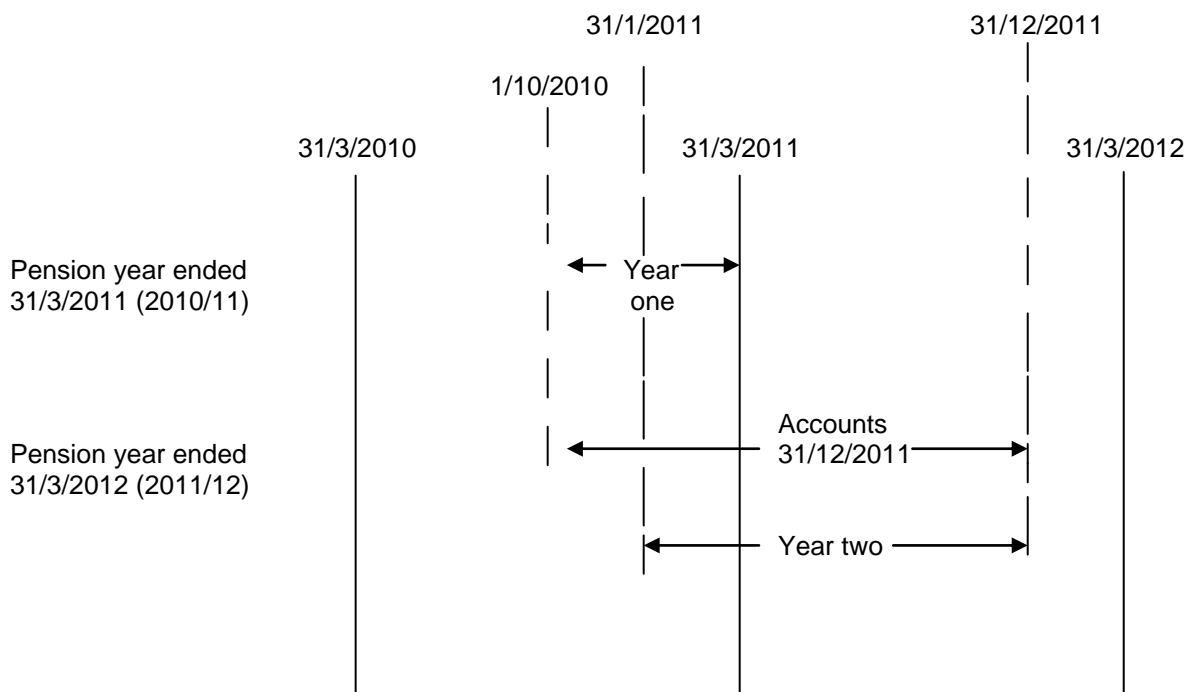 31/1/2011
31/12/2011
1/10/2010
31/3/2010
31/3/2011
31/3/2012
Pension year ended
31/3/2011 (2010/11)
Year
one
Pension year ended
31/3/2012 (2011/12)
Accounts
31/12/2011
Year two